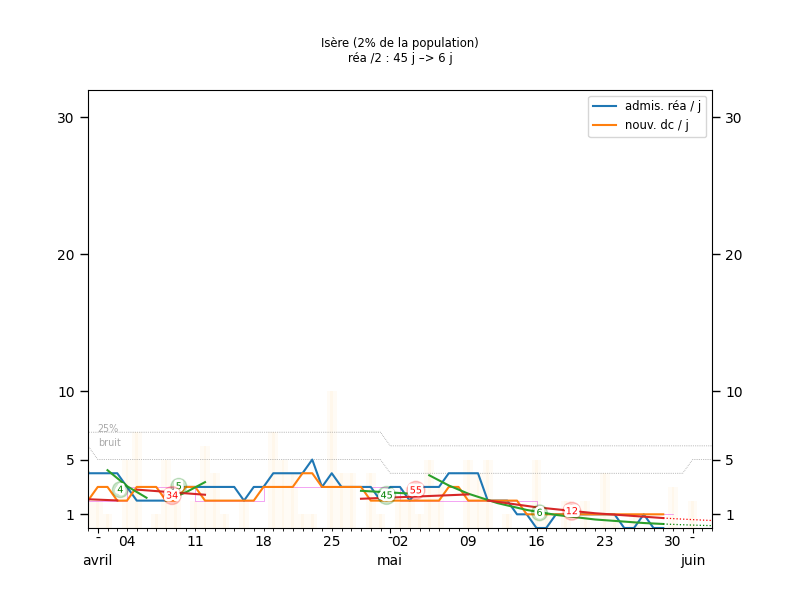 Isère (2% de la population)
réa /2 : 45 j –> 6 j
admis. réa / j
nouv. dc / j
30 30
20 20
10 10
25%
bruit
5 5
4 5 34 45 55 6 12
1 1
- 04 11 18 25 - 02 09 16 23 30 -
avril mai juin